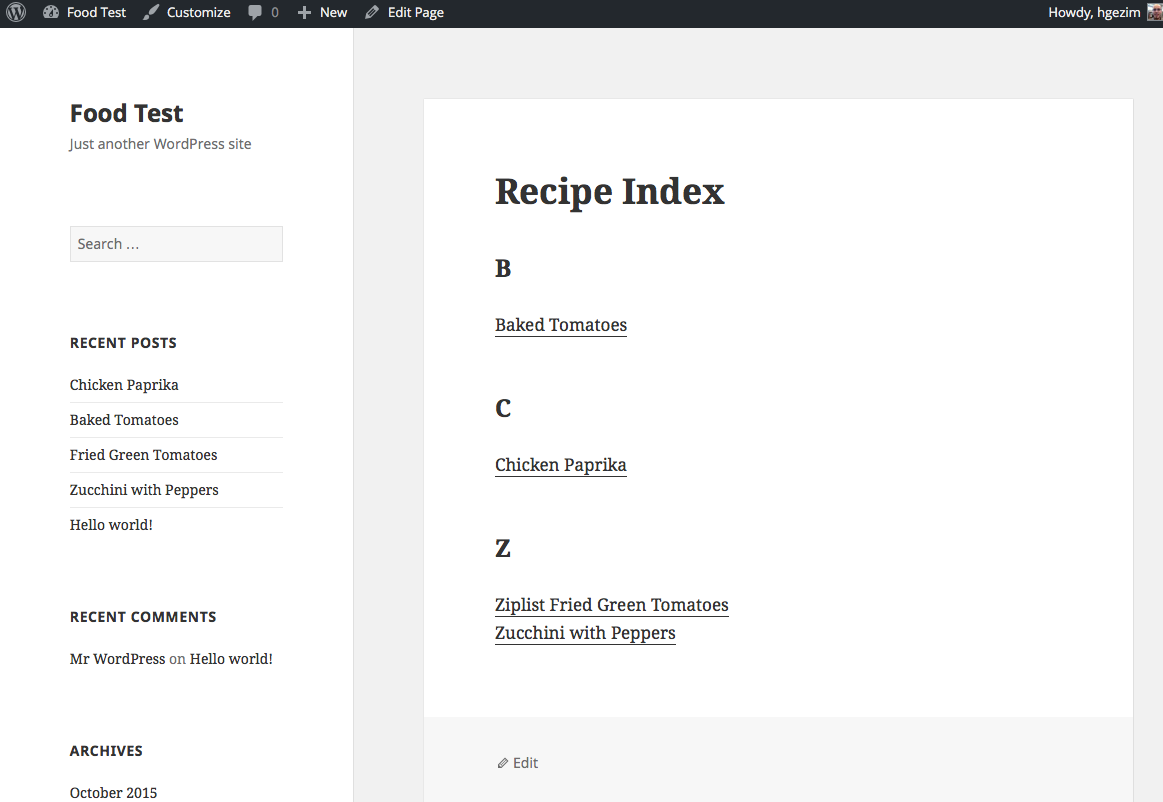 Food Test Customize 0 New Edit Page Howdy, hgezim
Food Test
Just another WordPress site
Search …
RECENT POSTS
Chicken Paprika
Baked Tomatoes
Fried Green Tomatoes
Zucchini with Peppers
Hello world!
RECENT COMMENTS
Mr WordPress on Hello world!
ARCHIVES
October 2015
Recipe Index
B
Baked Tomatoes
C
Chicken Paprika
Z
Ziplist Fried Green Tomatoes
Zucchini with Peppers
Edit